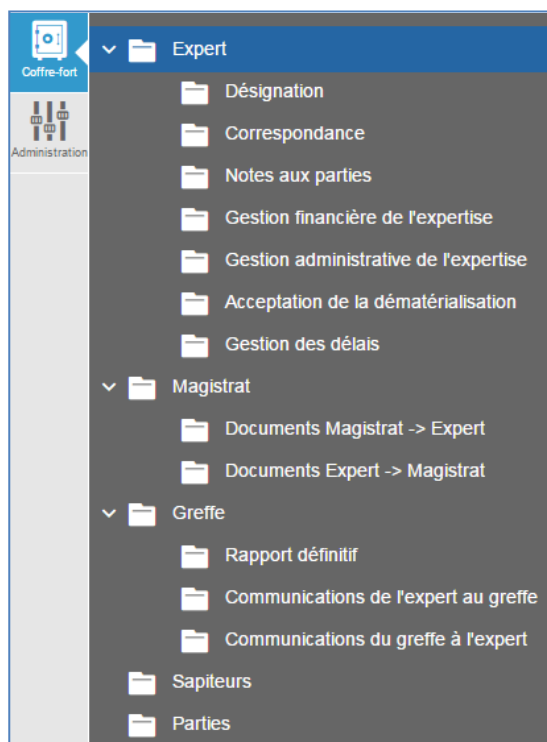 Coffre-fort
Administration
Expert
Désignation
Correspondance
Notes aux parties
Gestion financière de l'expertise
Gestion administrative de l'expertise
Acceptation de la dématérialisation
Gestion des délais
Magistrat
Documents Magistrat -> Expert
Documents Expert -> Magistrat
Greffe
Rapport définitif
Communications de l'expert au greffe
Communications du greffe à l'expert
Sapiteurs
Parties